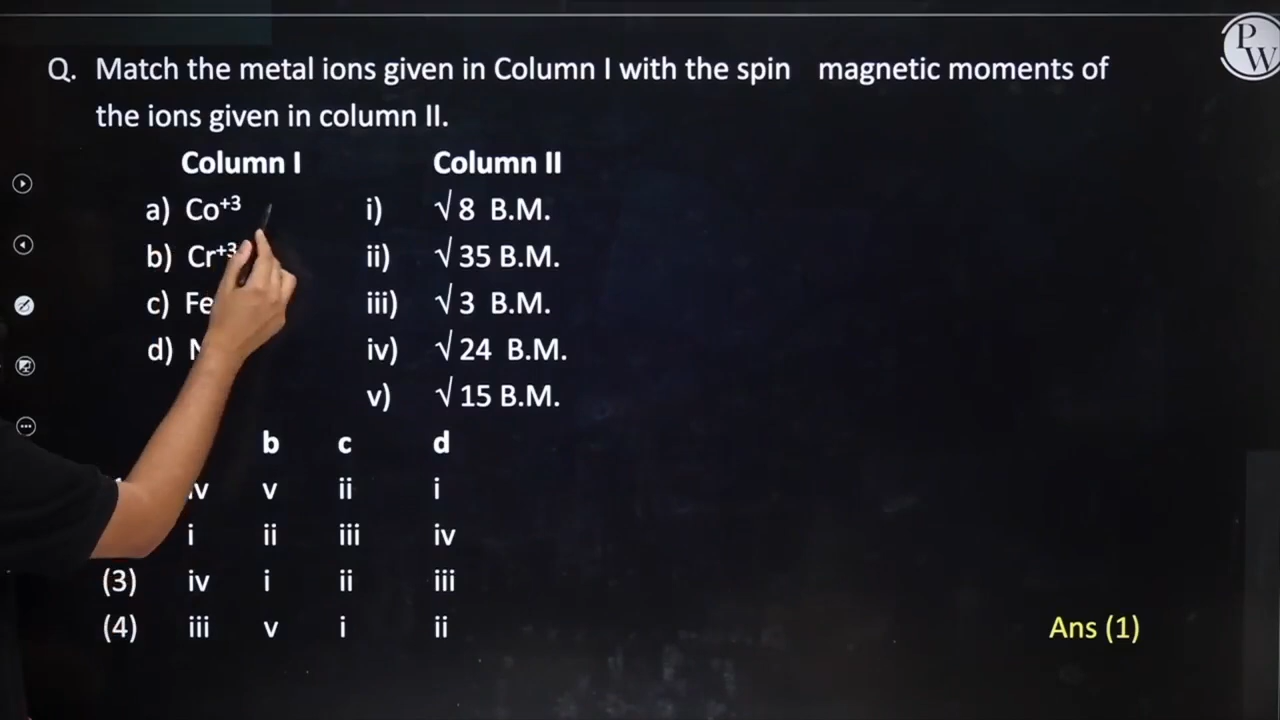 Q. Match the metal ions given in Column I with the spin magnetic moments of
the ions given in column II.
Column I Column II
a) Co+3 i) √8 B.M.
b) Cr+3 ii) √35 B.M.
c) Fe iii) √3 B.M.
d) iv) √24 B.M.
v) √15 B.M.
b c d
iv v ii i
i ii iii iv
(3) iv i ii iii
(4) iii v i ii
Ans (1)
PW